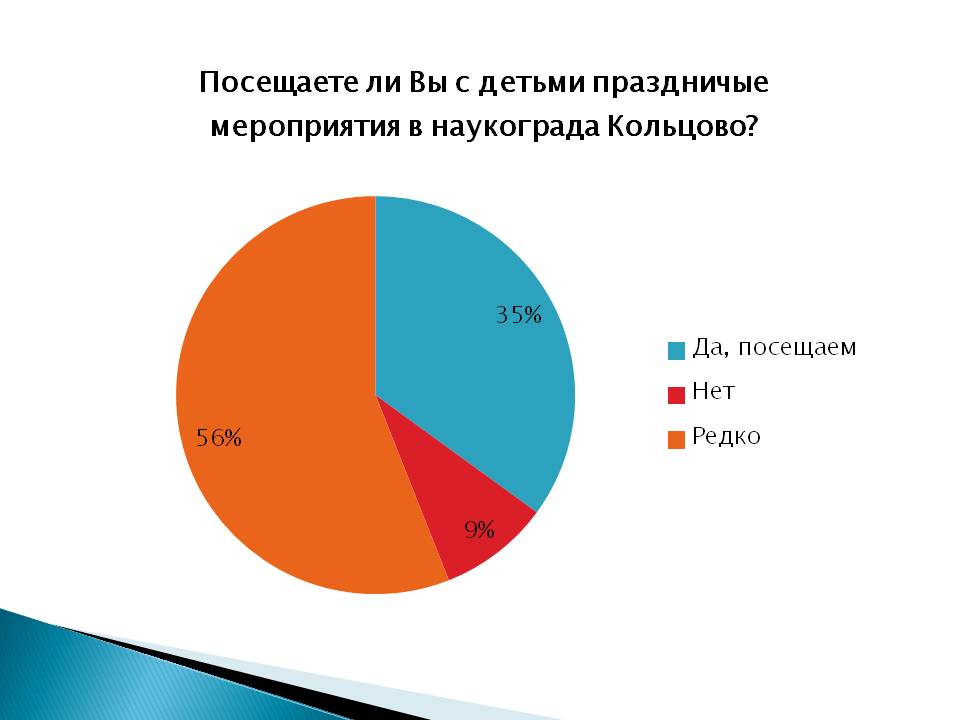 Посещаете ли Вы с детьми праздничые
мероприятия в наукограда Кольцово?
35%
Да, посещаем
Нет
56%
Редко
9%